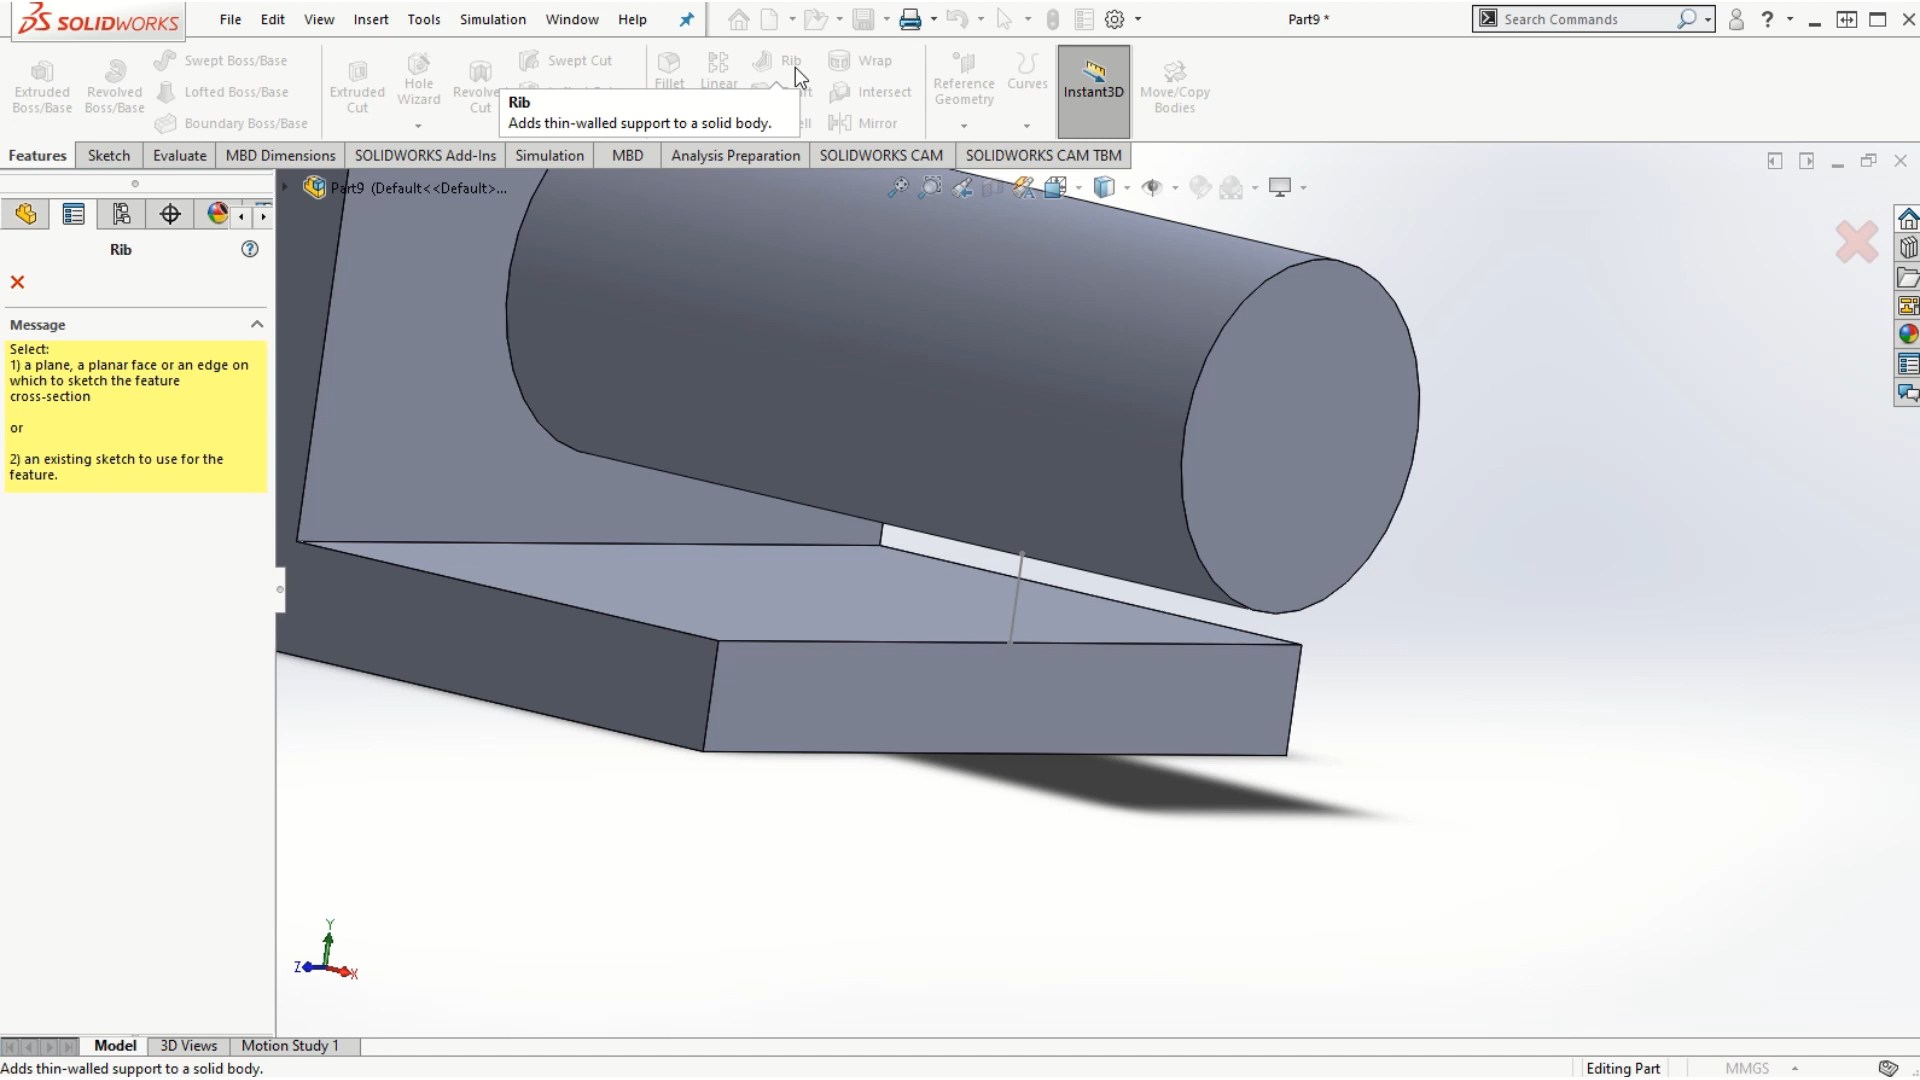 SOLIDWORKS File Edit View Insert Tools Simulation Window Help Part9 * Search Commands ?
Swept Boss/Base Swept Cut Rib Wrap
Extruded Boss/Base Revolved Boss/Base Lofted Boss/Base Extruded Cut Hole Wizard Revolved Cut Fillet Linear Intersect Reference Geometry Curves Instant3D Move/Copy Bodies
Boundary Boss/Base Mirror
Rib
Adds thin-walled support to a solid body.
Features Sketch Evaluate MBD Dimensions SOLIDWORKS Add-Ins Simulation MBD Analysis Preparation SOLIDWORKS CAM SOLIDWORKS CAM TBM
Part9 (Default<<Default>...
Rib ?
Message
Select:
1) a plane, a planar face or an edge on
which to sketch the feature
cross-section
or
2) an existing sketch to use for the
feature.
Y
Z X
Model 3D Views Motion Study 1
Adds thin-walled support to a solid body. Editing Part MMGS